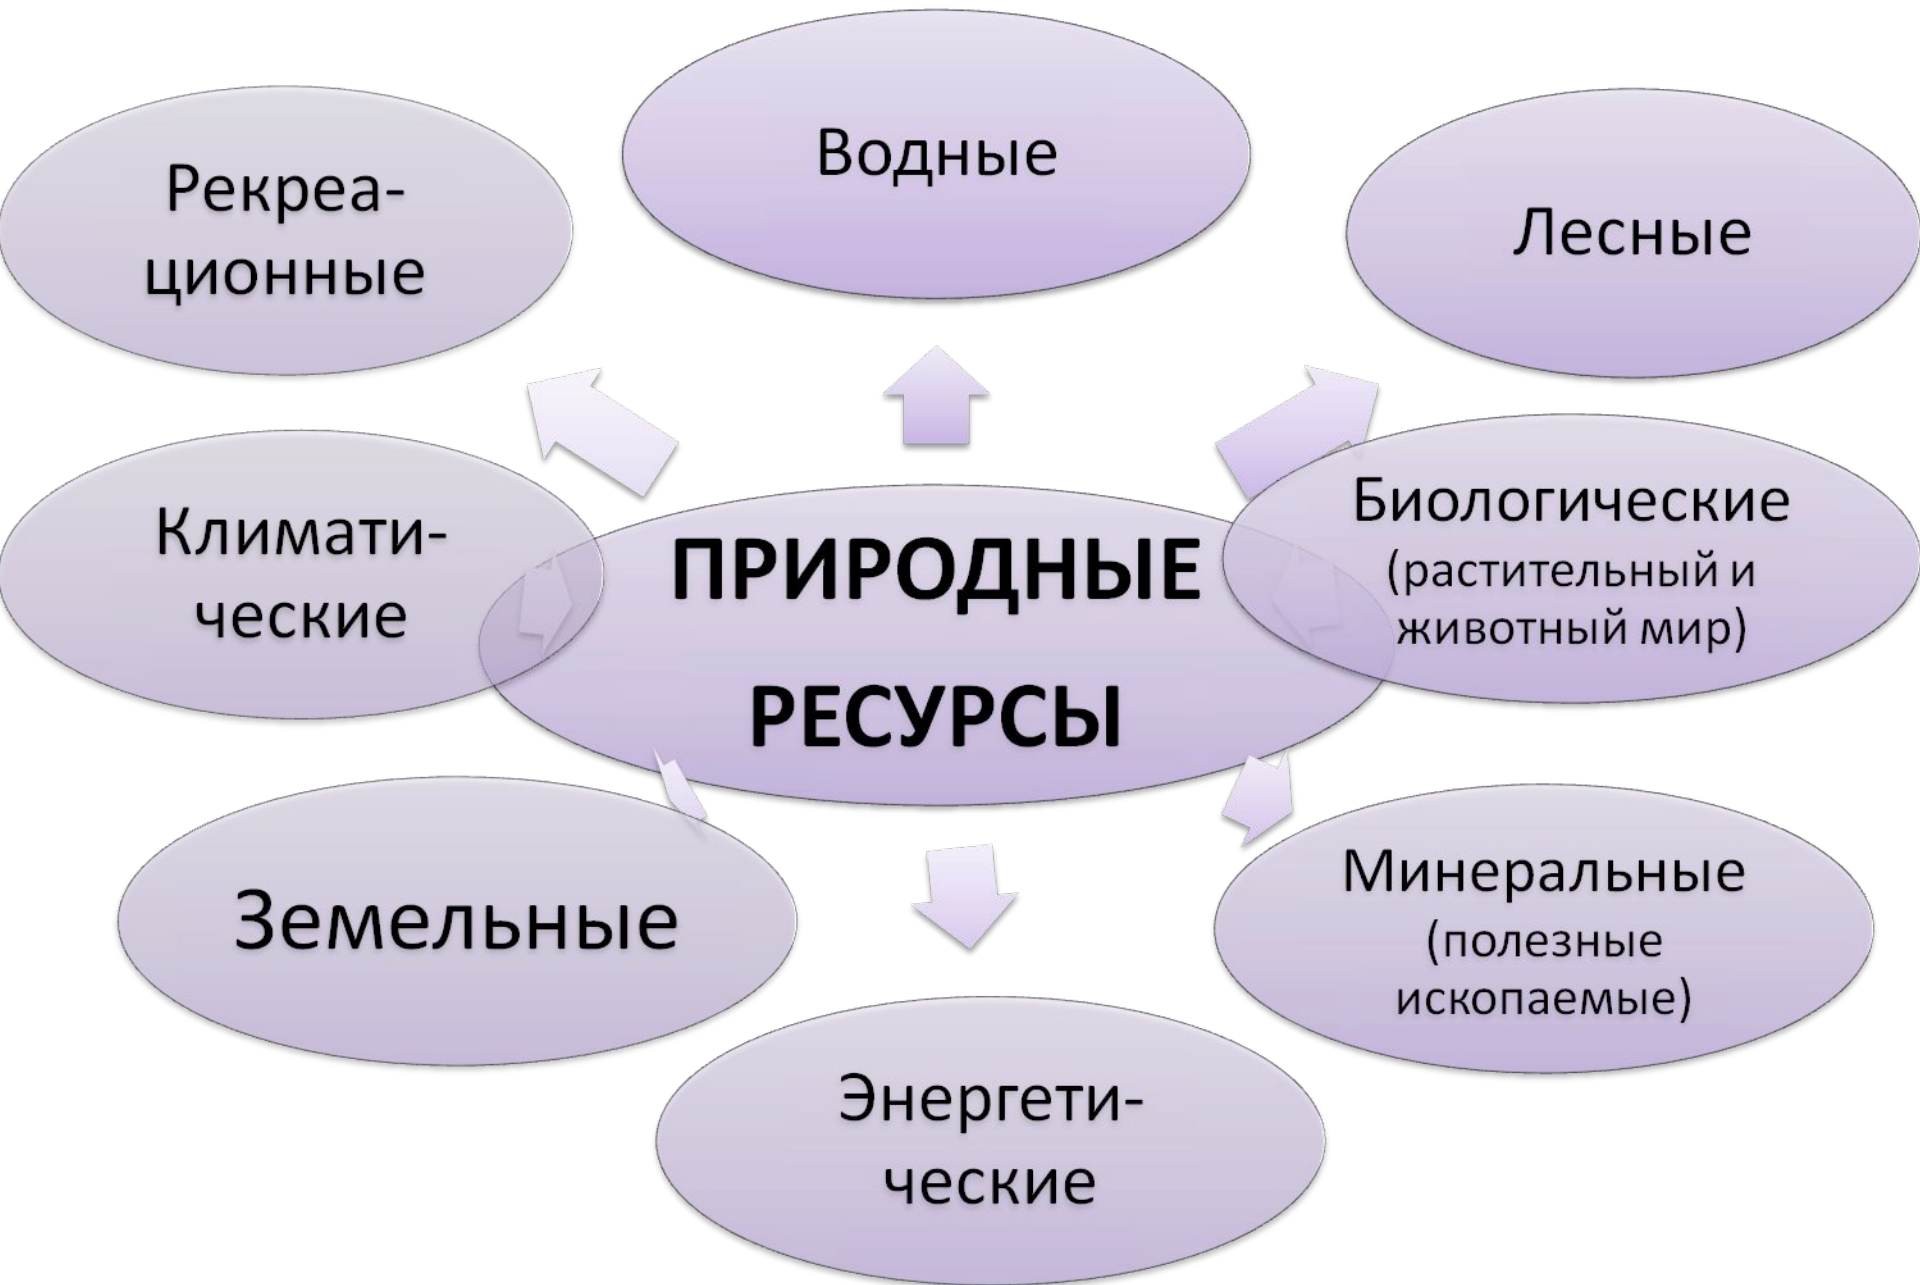 Водные
Рекреа-
ционные
Лесные
Климати-
ческие
ПРИРОДНЫЕ
РЕСУРСЫ
Биологические
(растительный и
животный мир)
Земельные
Минеральные
(полезные
ископаемые)
Энергети-
ческие